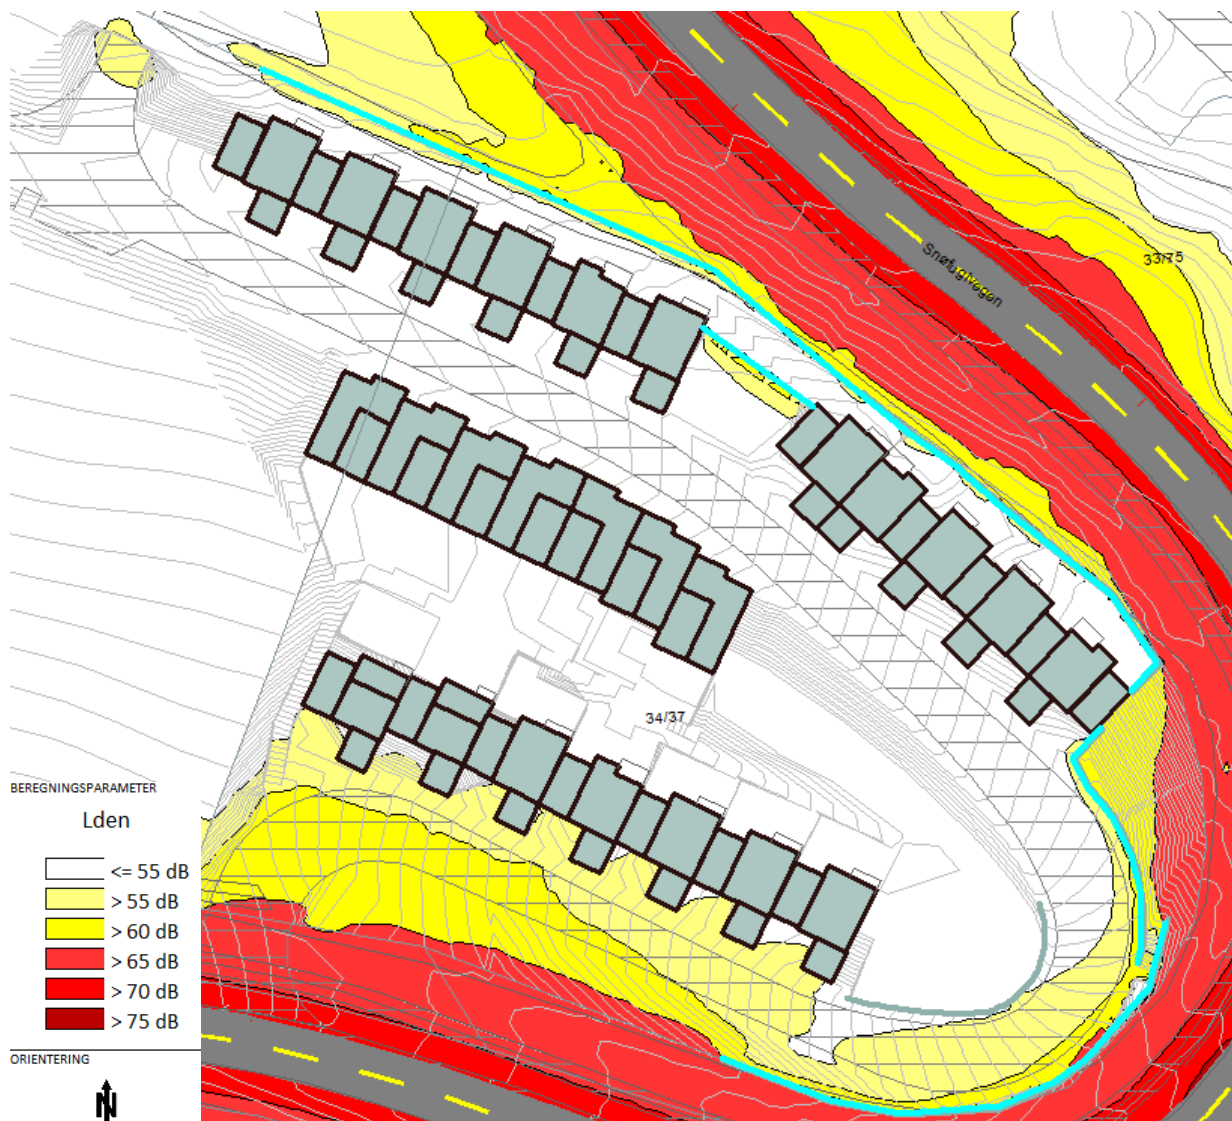 33/75
Snøfuglvegen
34/37
BEREGNINGSPARAMETER
Lden
<= 55 dB
> 55 dB
> 60 dB
> 65 dB
> 70 dB
> 75 dB
ORIENTERING
N